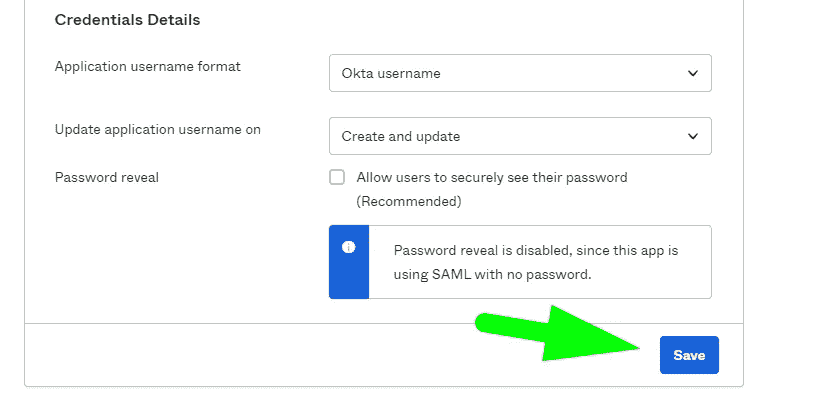 Credentials Details
Application username format
Okta username
Update application username on
Create and update
Password reveal
Allow users to securely see their password
(Recommended)
Password reveal is disabled, since this app is
using SAML with no password.
Save